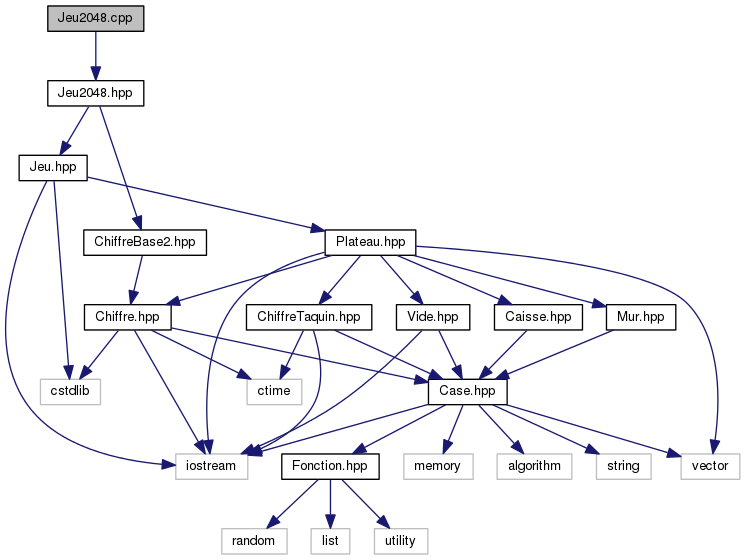 Jeu2048.cpp
Jeu2048.hpp
Jeu.hpp
ChiffreBase2.hpp
Plateau.hpp
Chiffre.hpp
ChiffreTaquin.hpp
Vide.hpp
Caisse.hpp
Mur.hpp
cstdlib
ctime
Case.hpp
iostream
Fonction.hpp
memory
algorithm
string
vector
random
list
utility